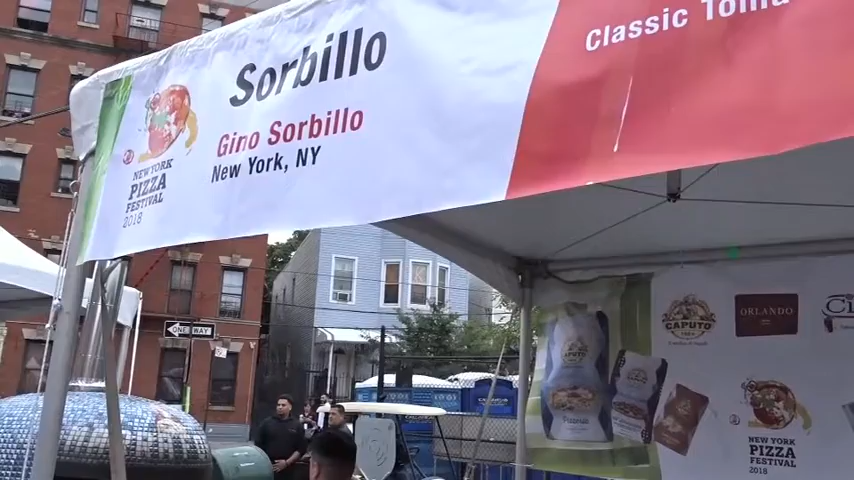 Sorbillo
Gino Sorbillo
New York, NY
Classic
NEW YORK
PIZZA
FESTIVAL
2018
ONE WAY
CAPUTO
ORLANDO
CAPUTO
NEW YORK
PIZZA
FESTIVAL
2018